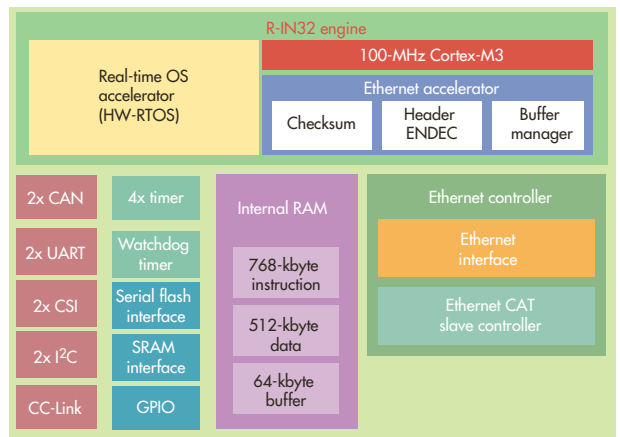 R-IN32 engine
Real-time OS
accelerator
(HW-RTOS)
100-MHz Cortex-M3
Ethernet accelerator
Checksum
Header
ENDEC
Buffer
manager
2x CAN
2x UART
2x CSI
2x I²C
CC-Link
4x timer
Watchdog
timer
Serial flash
interface
SRAM
interface
GPIO
Internal RAM
768-kbyte
instruction
512-kbyte
data
64-kbyte
buffer
Ethernet controller
Ethernet
interface
Ethernet CAT
slave controller